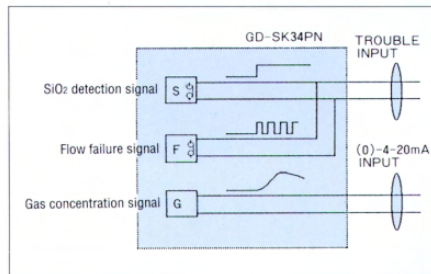 GD-SK34PN
TROUBLE
INPUT
SiO₂ detection signal
S
Flow failure signal
F
(0)-4-20mA
INPUT
Gas concentration signal
G